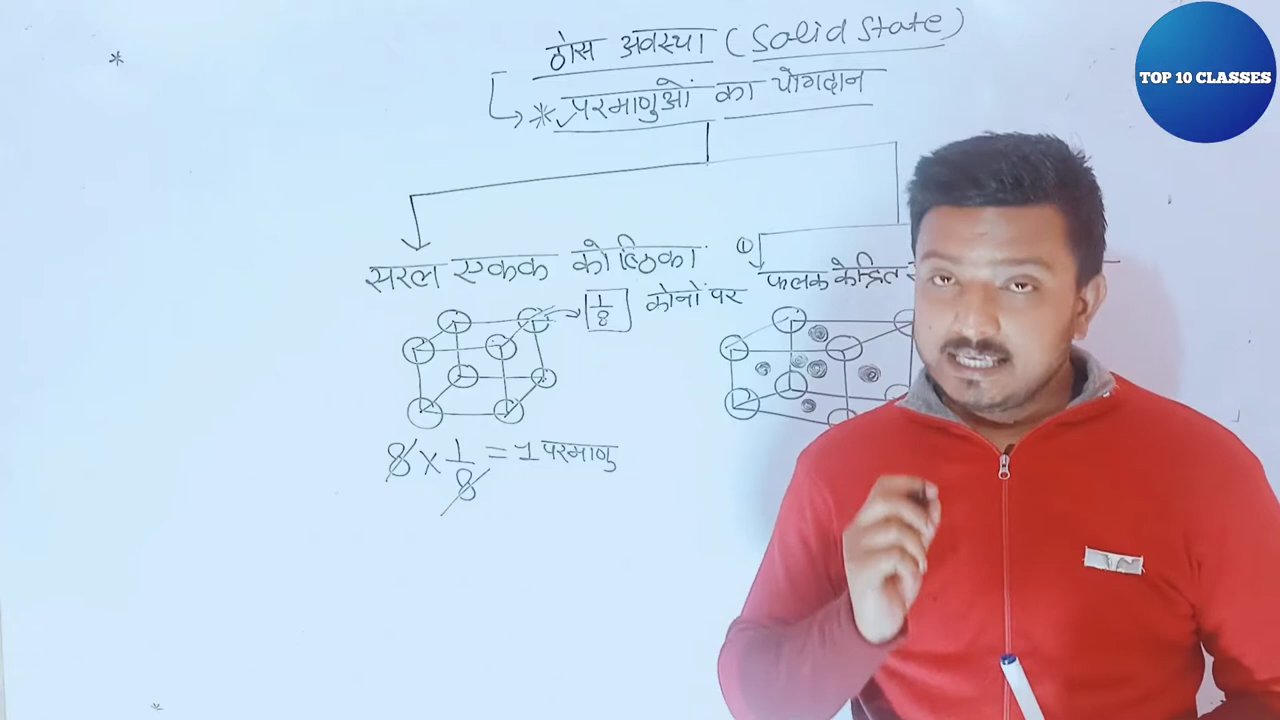 ठोस अवस्था (Solid State)
* परमाणुओं का योगदान
TOP 10 CLASSES
सरल एकक कोष्ठिका
① फलक केन्द्रित
1/8 कोनों पर
8 × 1/8 = 1 परमाणु